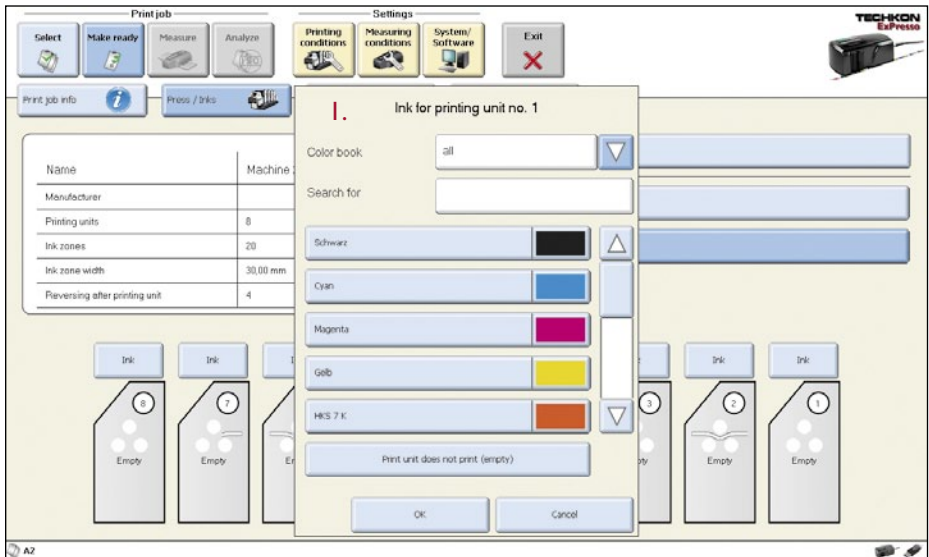 Print job
Settings
Select
Make ready
Measure
Analyze
Printing conditions
Measuring conditions
System/ Software
Exit
TECHKON
ExPresso
Print job info
Press / Inks
Name
Machine
Manufacturer
Printing units
8
Ink zones
20
Ink zone width
30,00 mm
Reversing after printing unit
4
1. Ink for printing unit no. 1
Color book
all
Search for
Schwarz
Cyan
Magenta
Gelb
HKS 7 K
Print unit does not print (empty)
OK
Cancel
Ink
Ink
Ink
Ink
8
7
3
2
1
Empty
Empty
Empty
Empty
A2